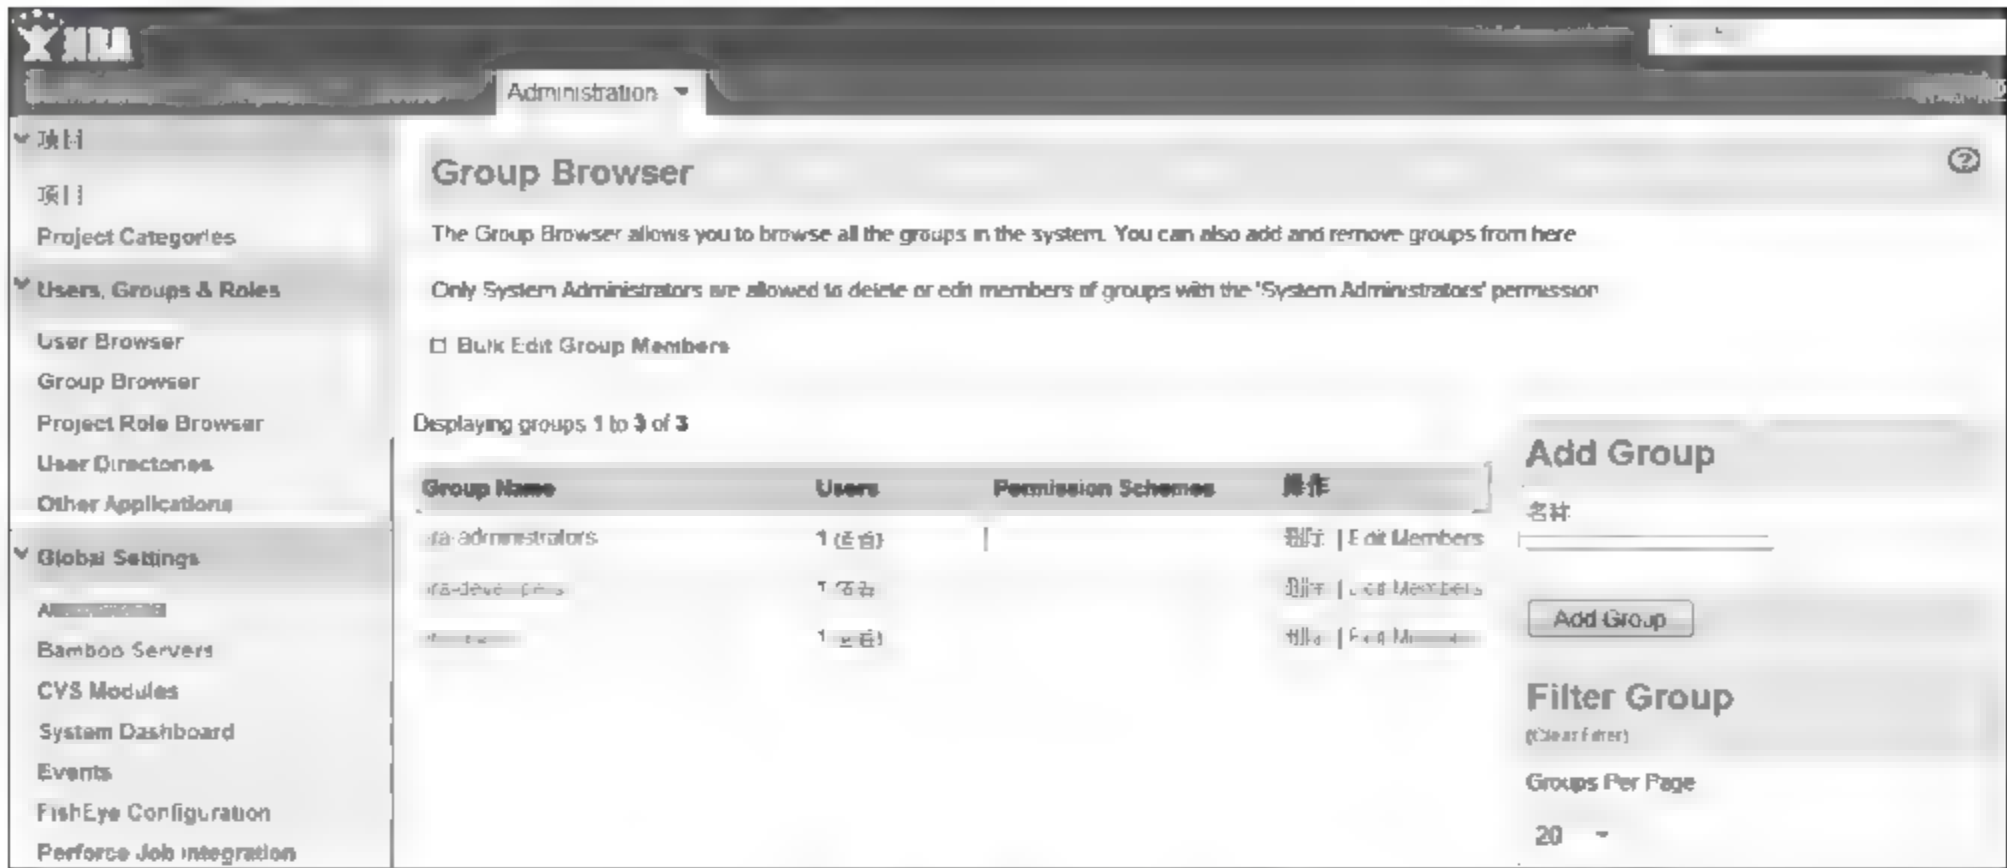 Administration
项目
项目
Project Categories
Users, Groups & Roles
User Browser
Group Browser
Project Role Browser
User Directories
Other Applications
Global Settings
Bamboo Servers
CVS Modules
System Dashboard
Events
FishEye Configuration
Perforce Job Integration
Group Browser
The Group Browser allows you to browse all the groups in the system. You can also add and remove groups from here
Only System Administrators are allowed to delete or edit members of groups with the 'System Administrators' permission
Bulk Edit Group Members
Displaying groups 1 to 3 of 3
Group Name Users Permission Schemes 操作
administrators 1 | Edit Members
1 | Edit Members
1
Add Group
名称
Add Group
Filter Group
(Clear Filter)
Groups Per Page
20